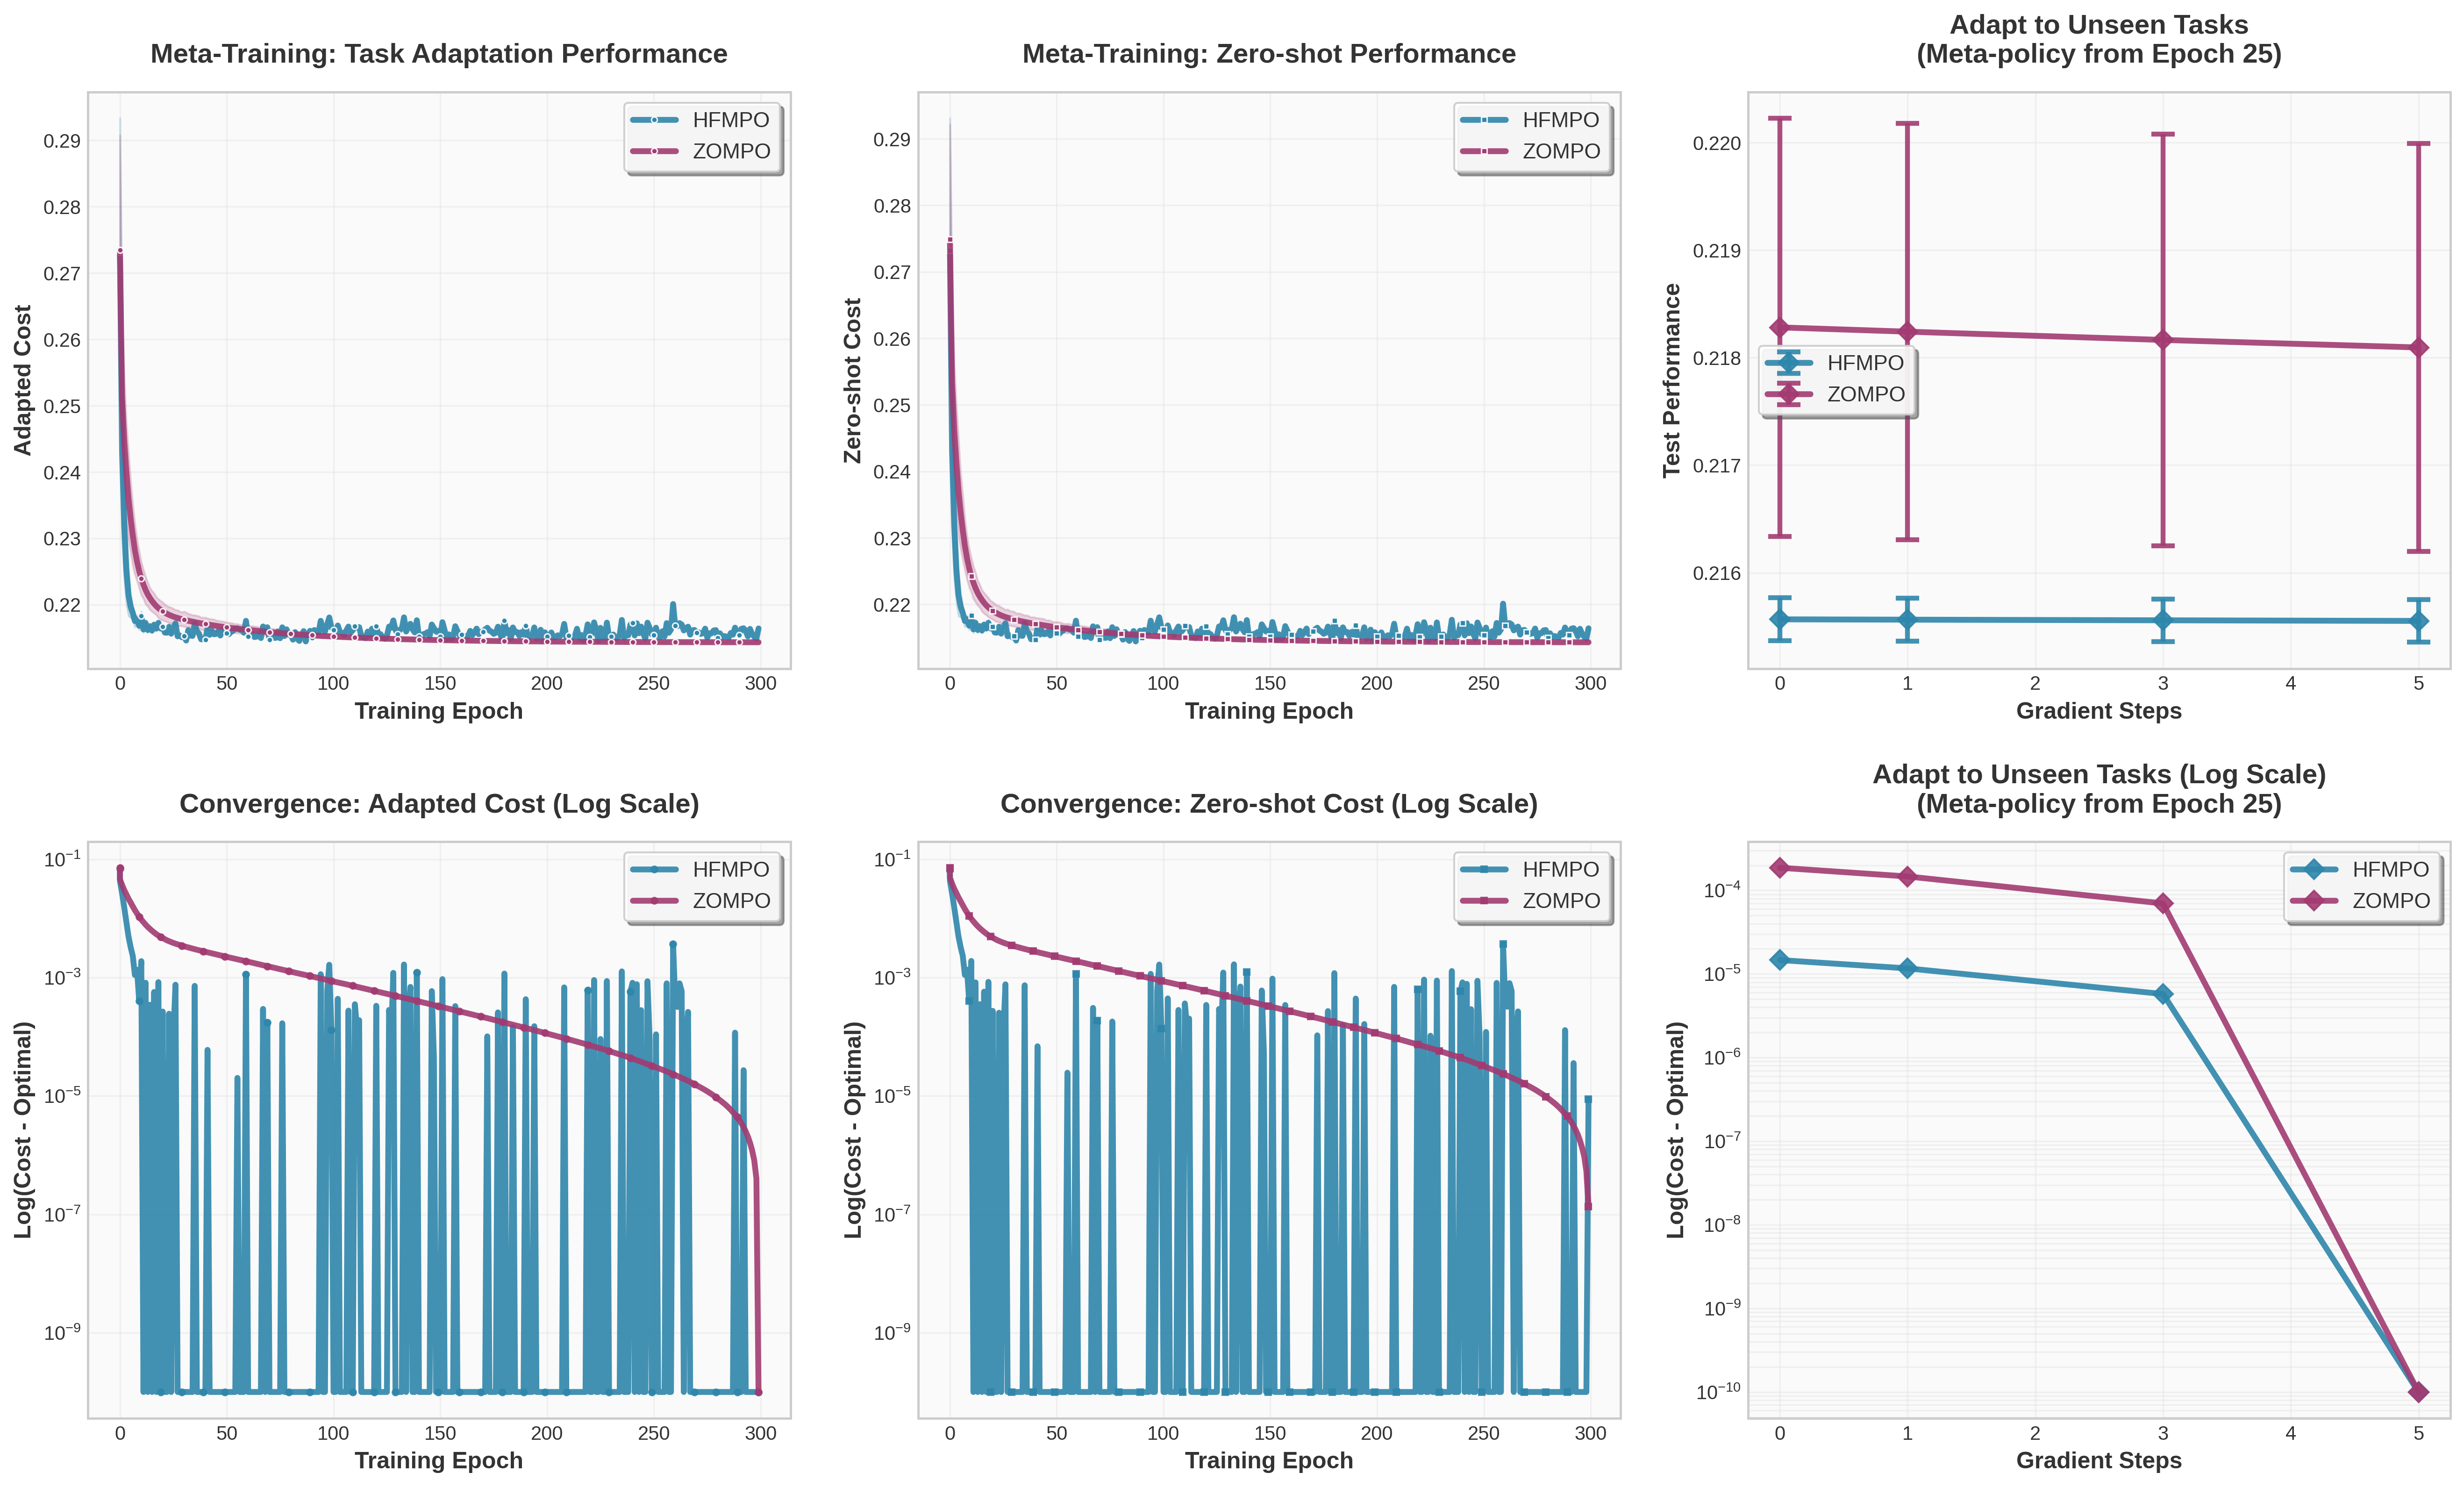 Meta-Training: Task Adaptation Performance
Adapted Cost
0.29
0.28
0.27
0.26
0.25
0.24
0.23
0.22
HFMPO
ZOMPO
0 50 100 150 200 250 300
Training Epoch
Meta-Training: Zero-shot Performance
Zero-shot Cost
0.29
0.28
0.27
0.26
0.25
0.24
0.23
0.22
HFMPO
ZOMPO
0 50 100 150 200 250 300
Training Epoch
Adapt to Unseen Tasks
(Meta-policy from Epoch 25)
Test Performance
0.220
0.219
0.218
0.217
0.216
HFMPO
ZOMPO
0 1 2 3 4 5
Gradient Steps
Convergence: Adapted Cost (Log Scale)
Log(Cost - Optimal)
10⁻¹
10⁻³
10⁻⁵
10⁻⁷
10⁻⁹
HFMPO
ZOMPO
0 50 100 150 200 250 300
Training Epoch
Convergence: Zero-shot Cost (Log Scale)
Log(Cost - Optimal)
10⁻¹
10⁻³
10⁻⁵
10⁻⁷
10⁻⁹
HFMPO
ZOMPO
0 50 100 150 200 250 300
Training Epoch
Adapt to Unseen Tasks (Log Scale)
(Meta-policy from Epoch 25)
Log(Cost - Optimal)
10⁻⁴
10⁻⁵
10⁻⁶
10⁻⁷
10⁻⁸
10⁻⁹
10⁻¹⁰
HFMPO
ZOMPO
0 1 2 3 4 5
Gradient Steps